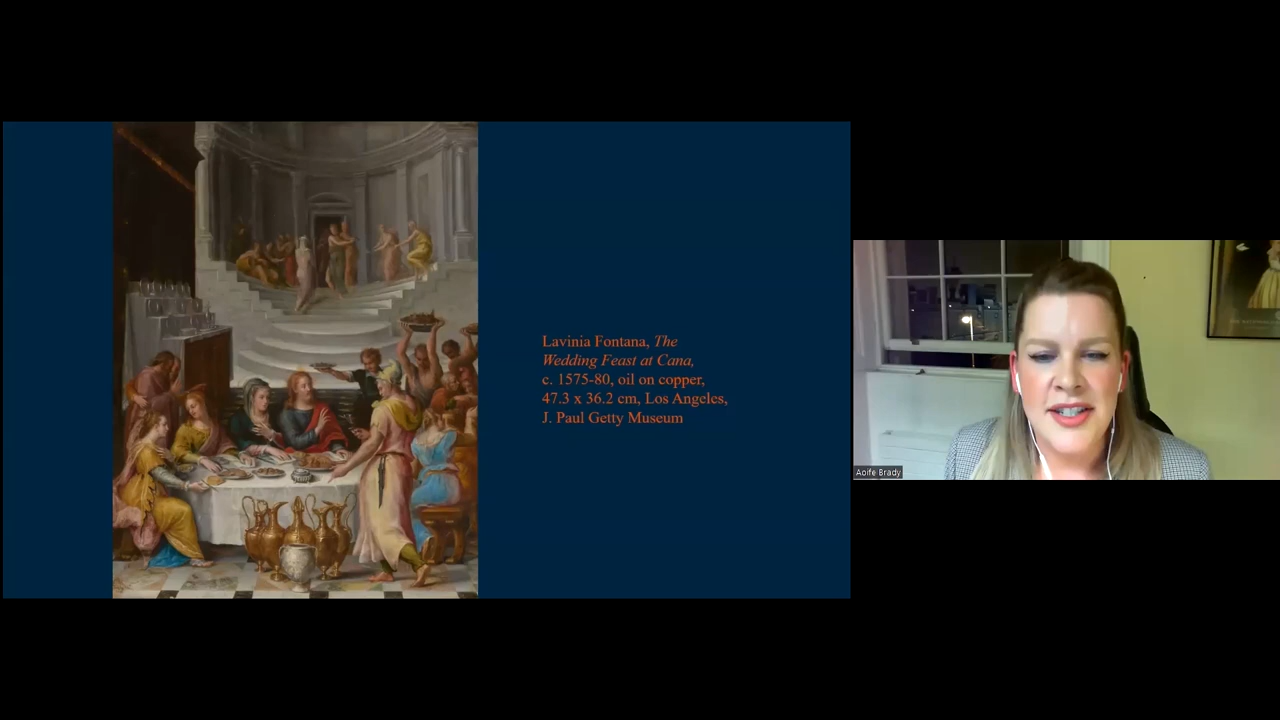 Lavinia Fontana, The
Wedding Feast at Cana,
c. 1575-80, oil on copper,
47.3 x 36.2 cm, Los Angeles,
J. Paul Getty Museum
Aoife Brady